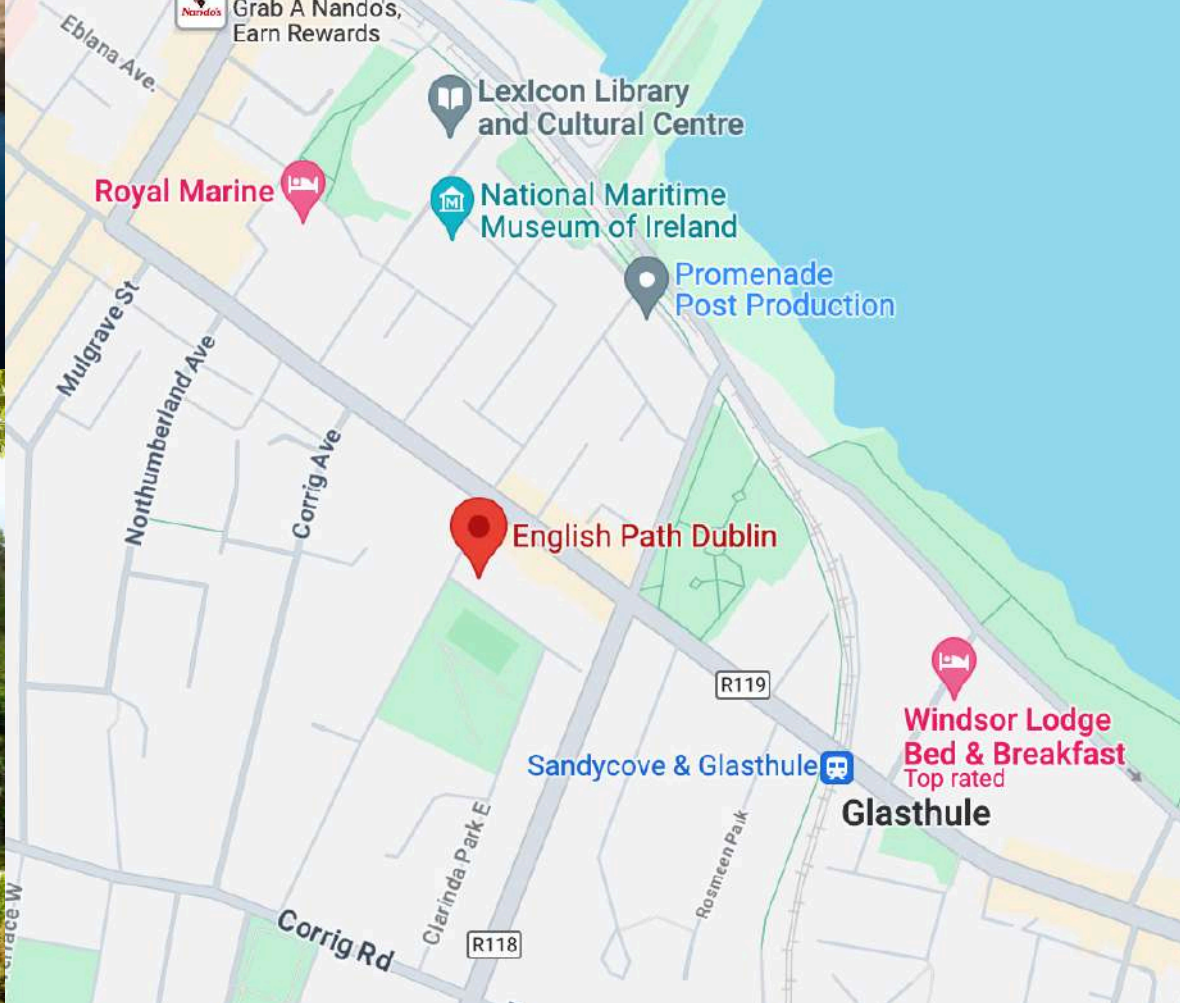 Nando's
Grab A Nando's,
Earn Rewards
Eblana Ave.
LexIcon Library
and Cultural Centre
Royal Marine
National Maritime
Museum of Ireland
Promenade
Post Production
Mulgrave St
Northumberland Ave
Corrig Ave
English Path Dublin
R119
Windsor Lodge
Bed & Breakfast
Top rated
Sandycove & Glasthule
Glasthule
Clarinda Park E
Rosmeen Park
Corrig Rd
R118